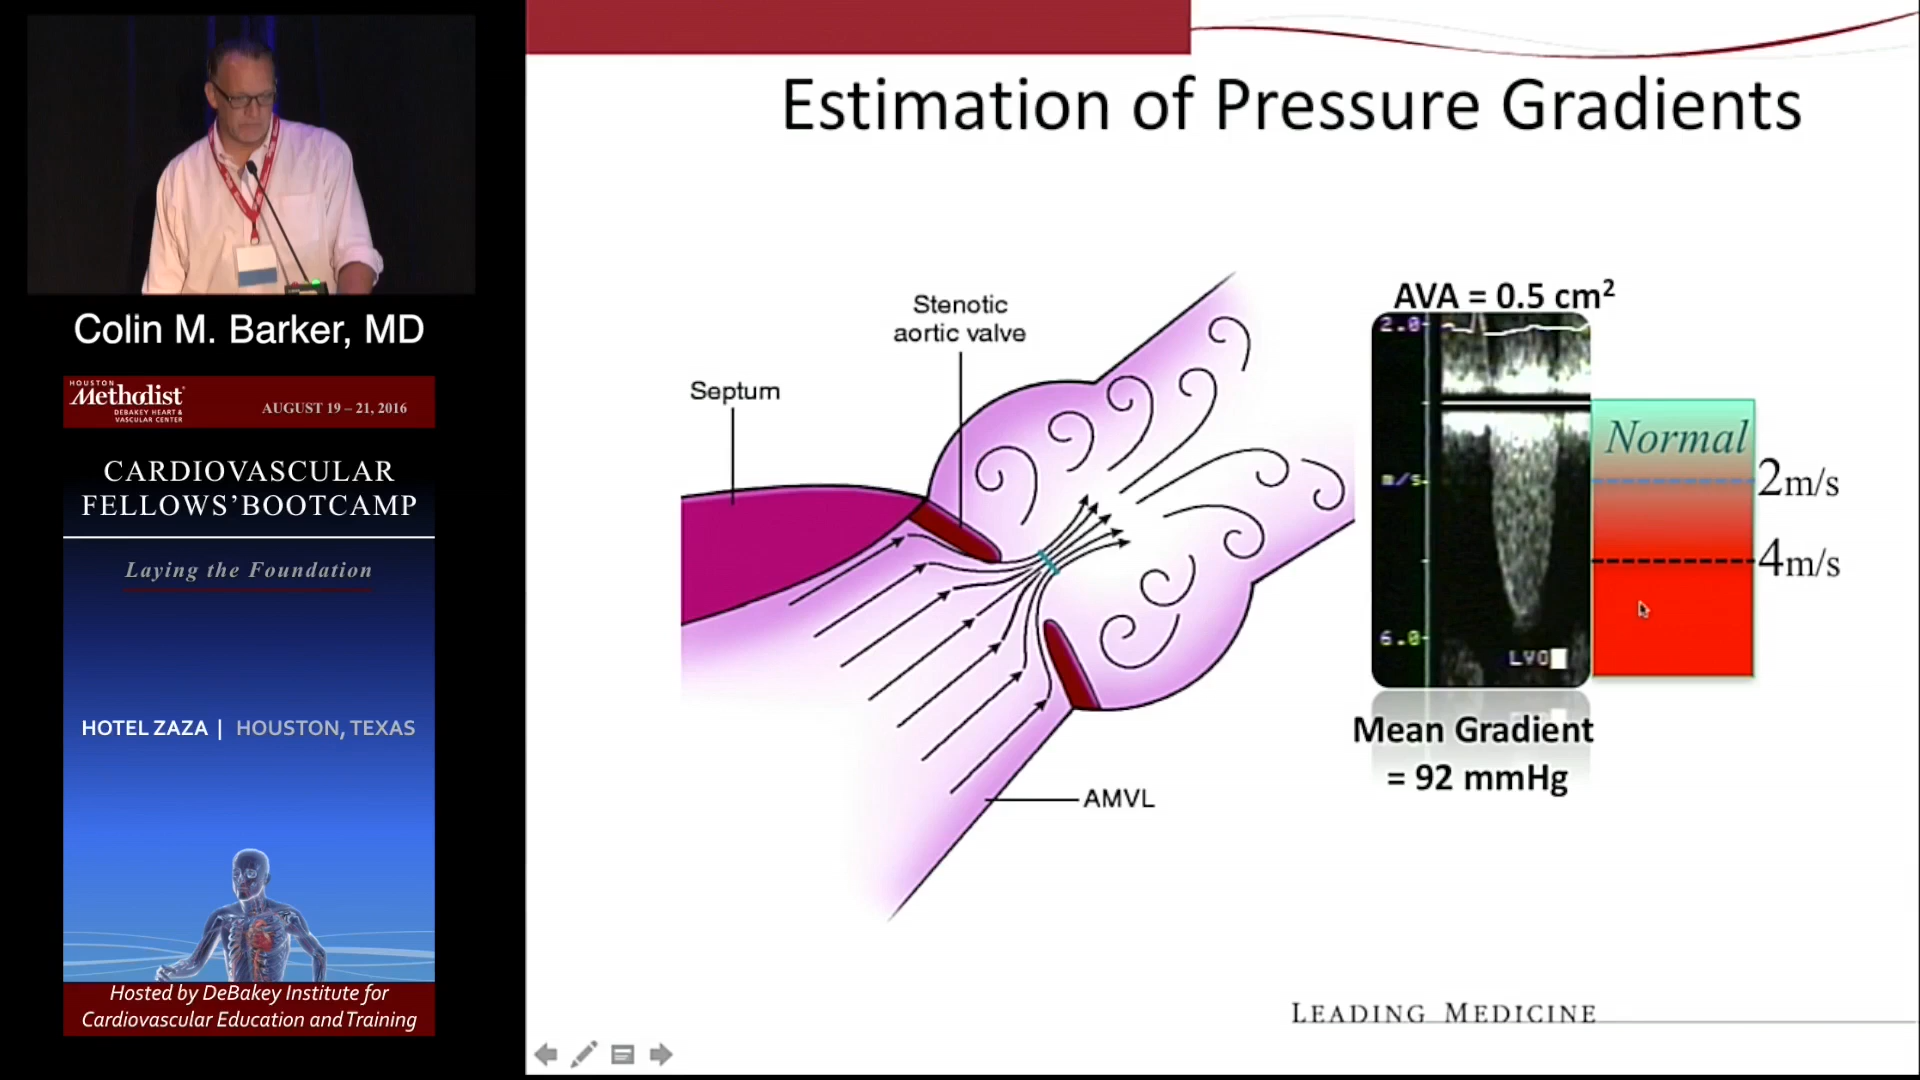 Colin M. Barker, MD
HOUSTON
Methodist
DEBAKEY HEART &
VASCULAR CENTER
AUGUST 19 – 21, 2016
CARDIOVASCULAR
FELLOWS'BOOTCAMP
Laying the Foundation
HOTEL ZAZA | HOUSTON, TEXAS
Hosted by DeBakey Institute for
Cardiovascular Education and Training
Estimation of Pressure Gradients
Stenotic
aortic valve
Septum
AMVL
AVA = 0.5 cm²
2.0
m/s
6.0
LVO
Normal
2m/s
4m/s
Mean Gradient
= 92 mmHg
LEADING MEDICINE